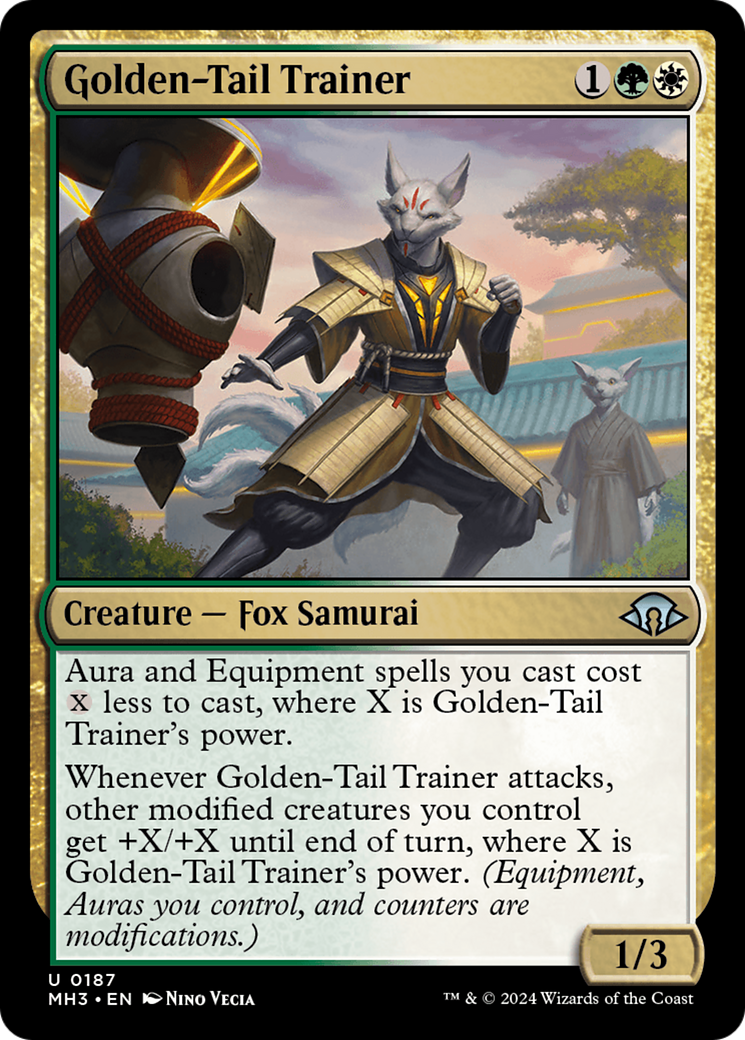 Golden-Tail Trainer 1
Creature — Fox Samurai
Aura and Equipment spells you cast cost
X less to cast, where X is Golden-Tail
Trainer's power.
Whenever Golden-Tail Trainer attacks,
other modified creatures you control
get +X/+X until end of turn, where X is
Golden-Tail Trainer's power. (Equipment,
Auras you control, and counters are
modifications.)
1/3
U 0187
MH3 • EN Nino Vecia
™ & © 2024 Wizards of the Coast